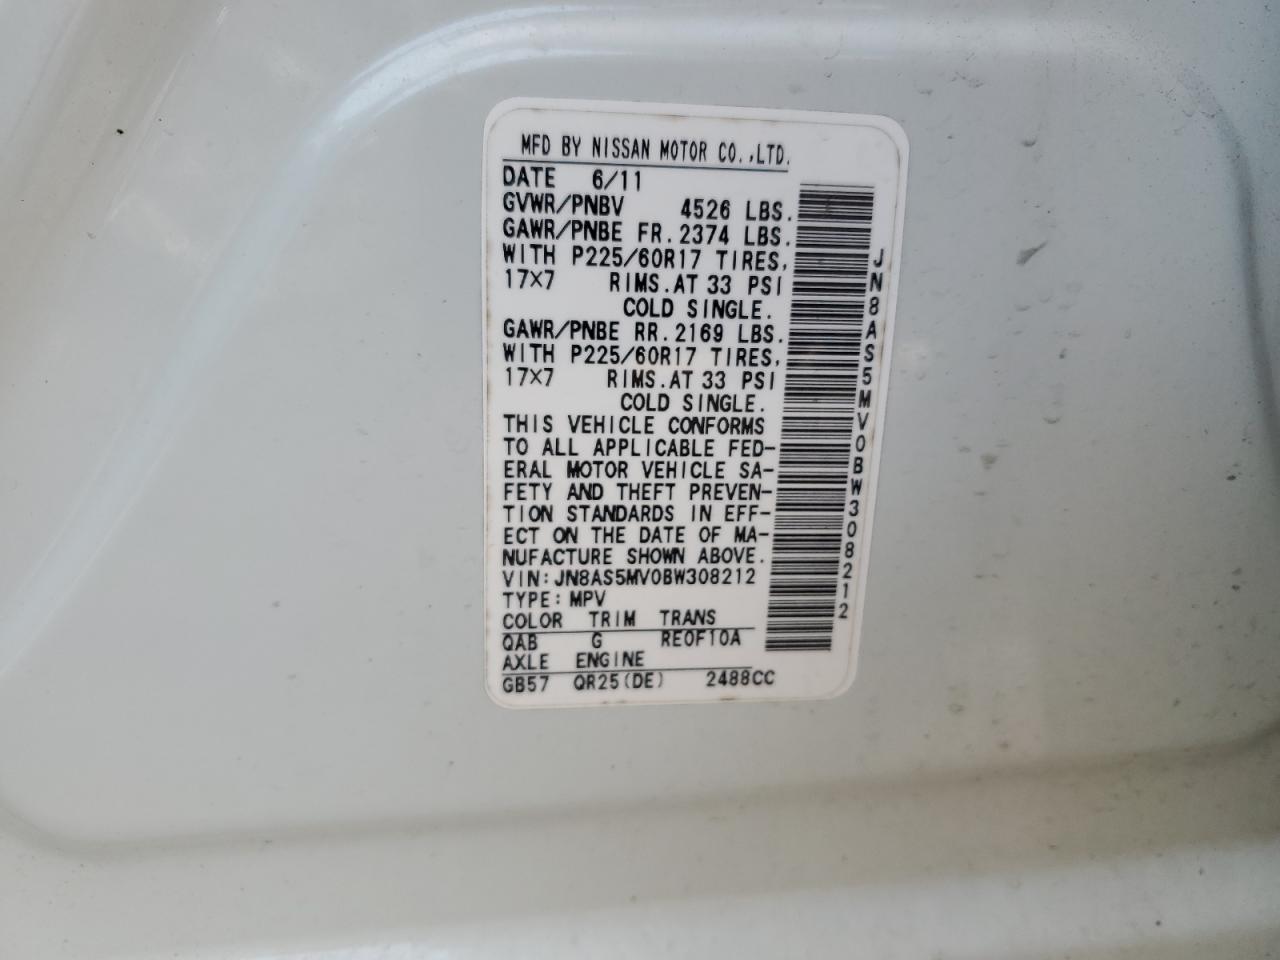 MFD BY NISSAN MOTOR CO.,LTD.
DATE 6/11
GVWR/PNBV 4526 LBS.
GAWR/PNBE FR.2374 LBS.
WITH P225/60R17 TIRES,
17×7 RIMS.AT 33 PSI
COLD SINGLE.
GAWR/PNBE RR.2169 LBS.
WITH P225/60R17 TIRES,
17×7 RIMS.AT 33 PSI
COLD SINGLE.
THIS VEHICLE CONFORMS
TO ALL APPLICABLE FED-
ERAL MOTOR VEHICLE SA-
FETY AND THEFT PREVEN-
TION STANDARDS IN EFF-
ECT ON THE DATE OF MA-
NUFACTURE SHOWN ABOVE.
VIN:JN8AS5MV0BW308212
TYPE:MPV
COLOR TRIM TRANS
QAB G RE0F10A
AXLE ENGINE
GB57 QR25(DE) 2488CC
JN8AS5MV0BW308212